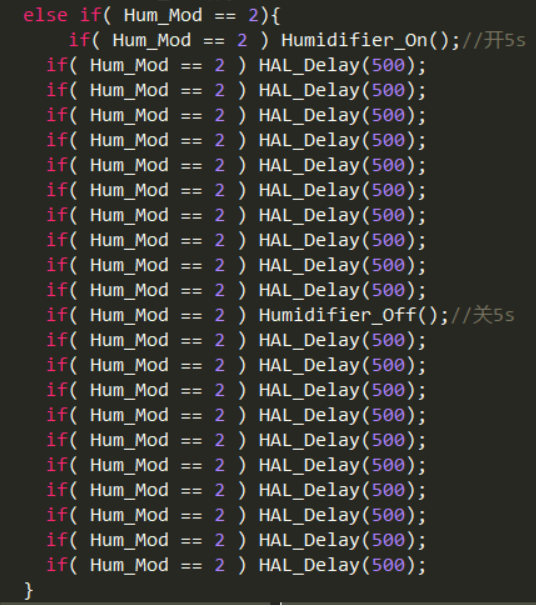 else if( Hum_Mod == 2){
if( Hum_Mod == 2 ) Humidifier_On();//开5s
if( Hum_Mod == 2 ) HAL_Delay(500);
if( Hum_Mod == 2 ) HAL_Delay(500);
if( Hum_Mod == 2 ) HAL_Delay(500);
if( Hum_Mod == 2 ) HAL_Delay(500);
if( Hum_Mod == 2 ) HAL_Delay(500);
if( Hum_Mod == 2 ) HAL_Delay(500);
if( Hum_Mod == 2 ) HAL_Delay(500);
if( Hum_Mod == 2 ) HAL_Delay(500);
if( Hum_Mod == 2 ) HAL_Delay(500);
if( Hum_Mod == 2 ) HAL_Delay(500);
if( Hum_Mod == 2 ) Humidifier_Off();//关5s
if( Hum_Mod == 2 ) HAL_Delay(500);
if( Hum_Mod == 2 ) HAL_Delay(500);
if( Hum_Mod == 2 ) HAL_Delay(500);
if( Hum_Mod == 2 ) HAL_Delay(500);
if( Hum_Mod == 2 ) HAL_Delay(500);
if( Hum_Mod == 2 ) HAL_Delay(500);
if( Hum_Mod == 2 ) HAL_Delay(500);
if( Hum_Mod == 2 ) HAL_Delay(500);
if( Hum_Mod == 2 ) HAL_Delay(500);
if( Hum_Mod == 2 ) HAL_Delay(500);
}